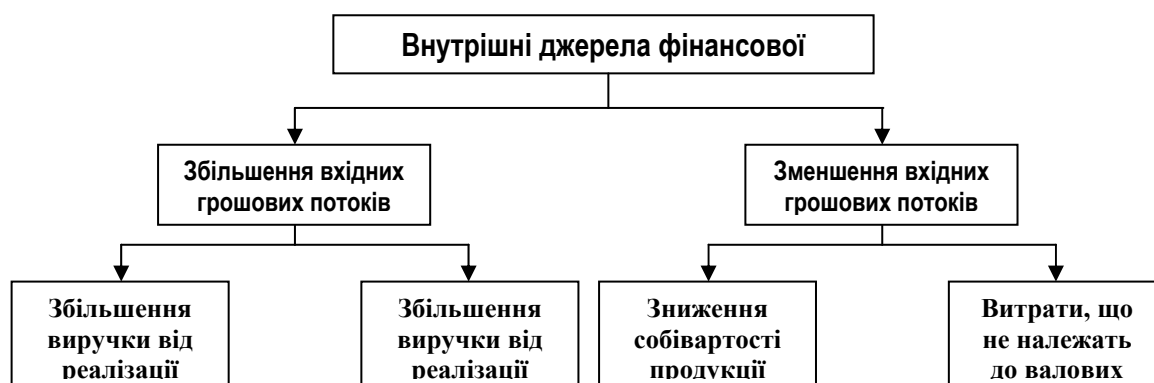 Внутрішні джерела фінансової
Збільшення вхідних
грошових потоків
Зменшення вхідних
грошових потоків
Збільшення
виручки від
реалізації
Збільшення
виручки від
реалізації
Зниження
собівартості
продукції
Витрати, що
не належать
до валових